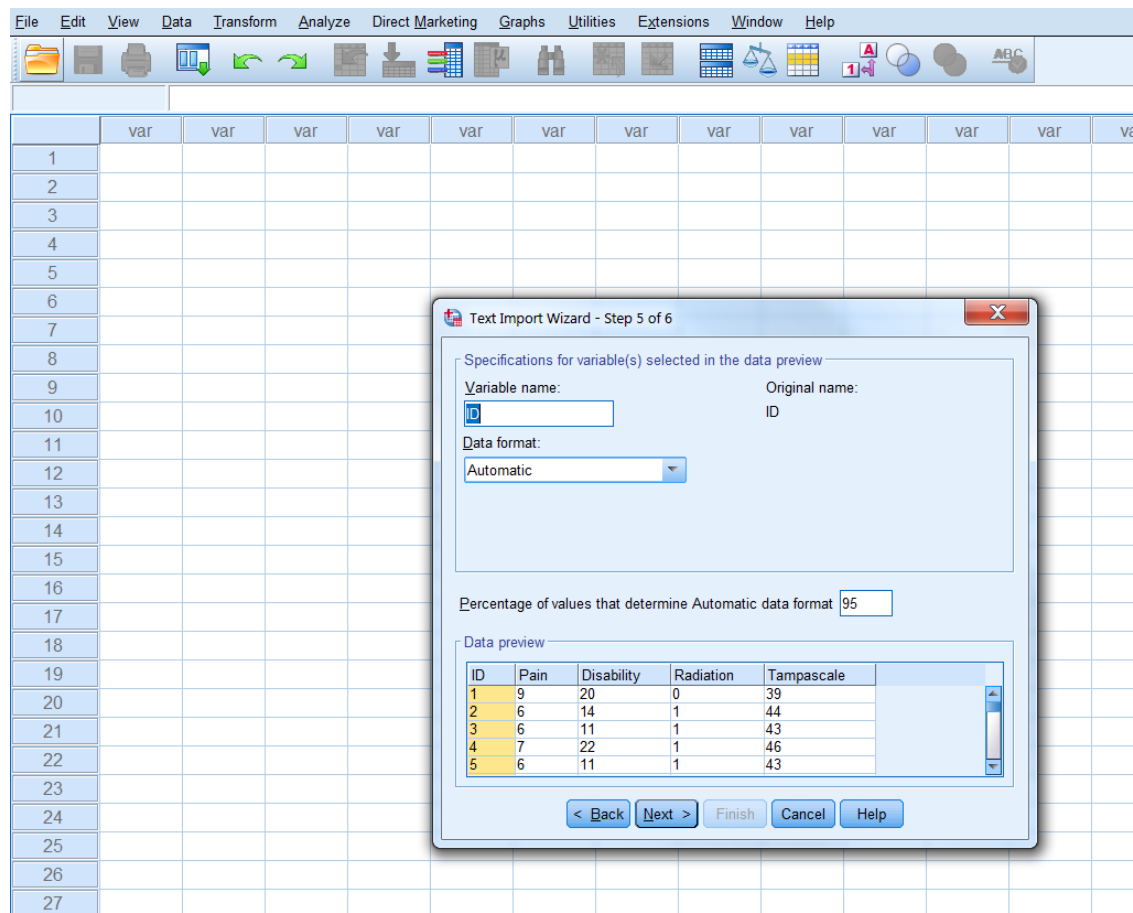 File Edit View Data Transform Analyze Direct Marketing Graphs Utilities Extensions Window Help
var var var var var var var var var var var var va
1
2
3
4
5
6
7
8
9
10
11
12
13
14
15
16
17
18
19
20
21
22
23
24
25
26
27
Text Import Wizard - Step 5 of 6
Specifications for variable(s) selected in the data preview
Variable name: Original name:
ID ID
Data format:
Automatic
Percentage of values that determine Automatic data format 95
Data preview
ID Pain Disability Radiation Tampascale
1 9 20 0 39
2 6 14 1 44
3 6 11 1 43
4 7 22 1 46
5 6 11 1 43
< Back Next > Finish Cancel Help